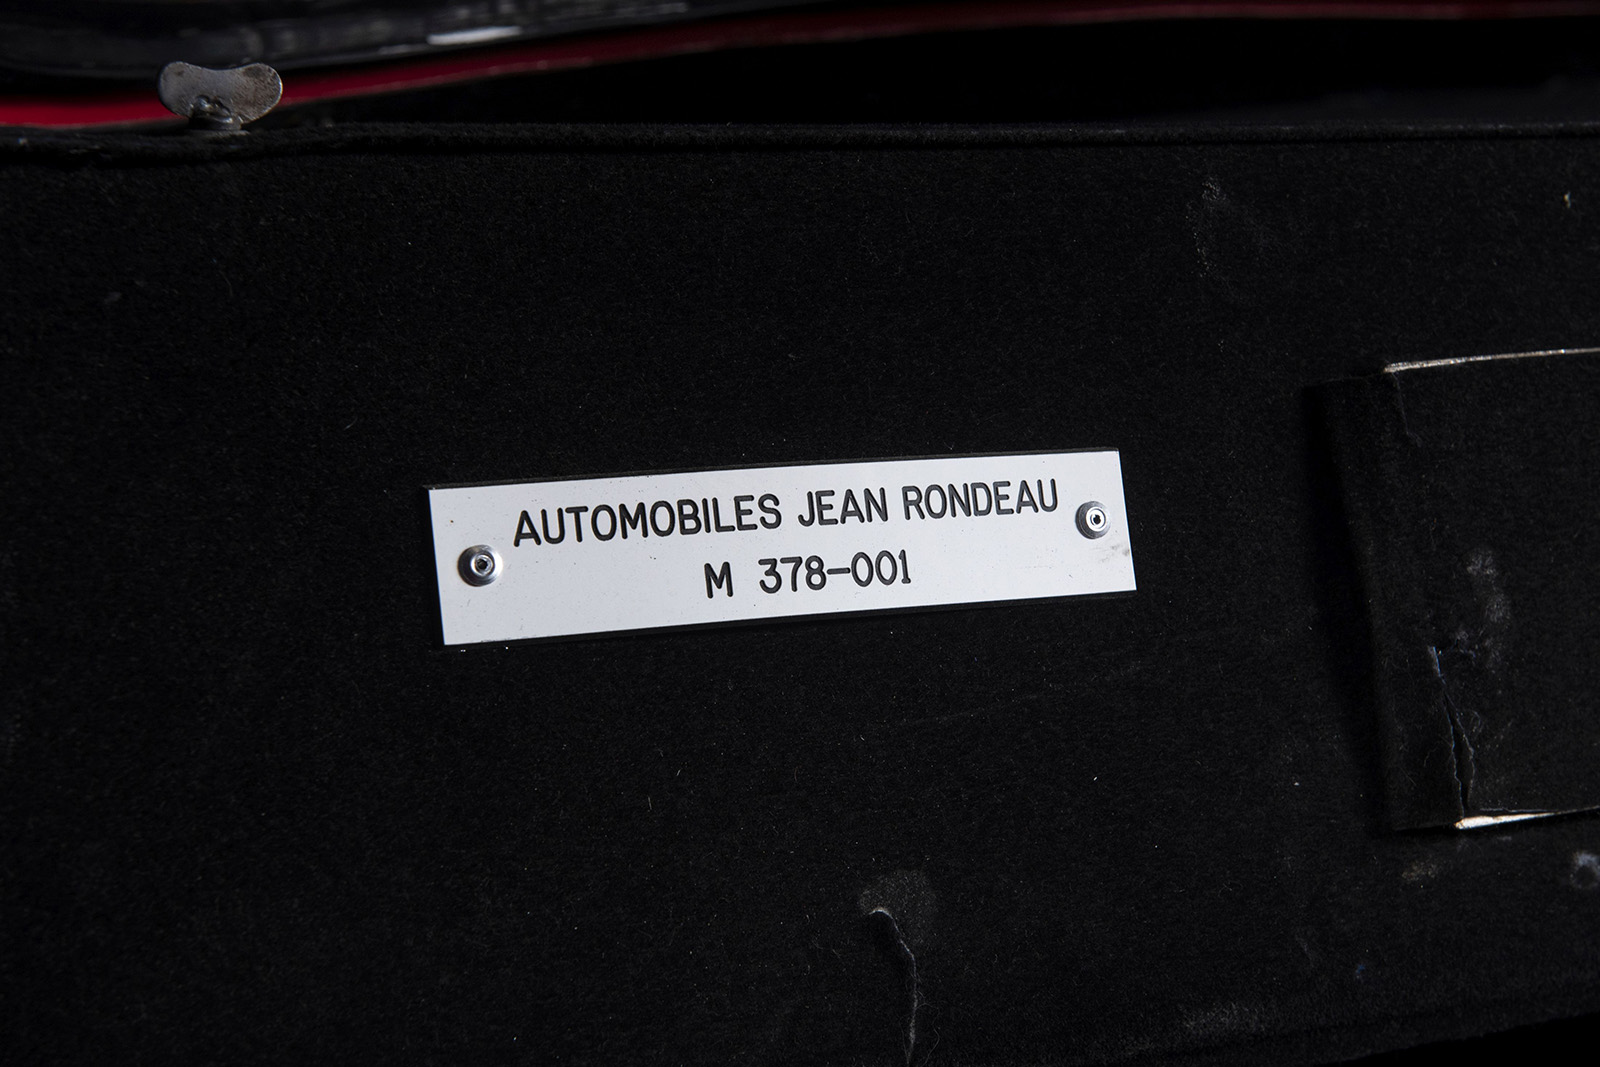 AUTOMOBILES JEAN RONDEAU
M 378-001